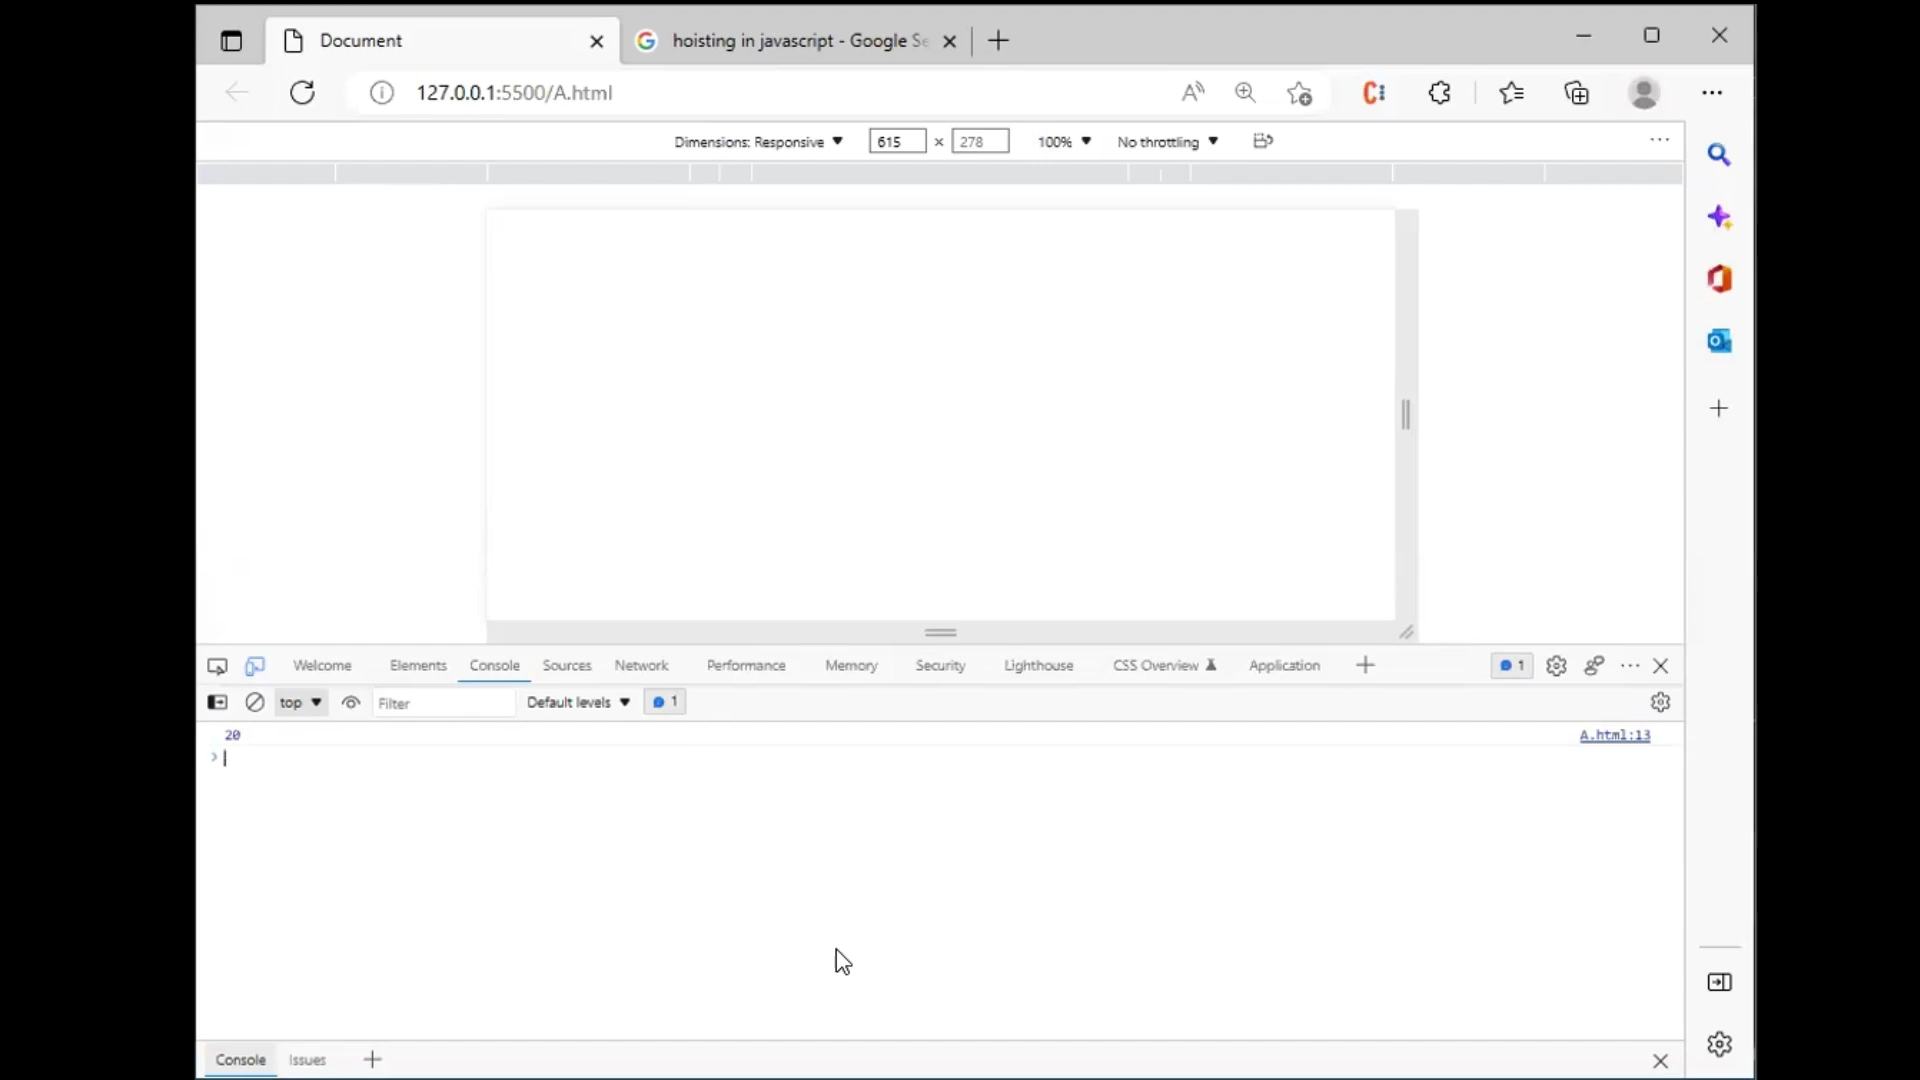 Document
hoisting in javascript - Google Se
127.0.0.1:5500/A.html
Dimensions: Responsive 615 × 278 100% No throttling
Welcome Elements Console Sources Network Performance Memory Security Lighthouse CSS Overview Application 1
top Filter Default levels 1
20 A.html:13
Console Issues